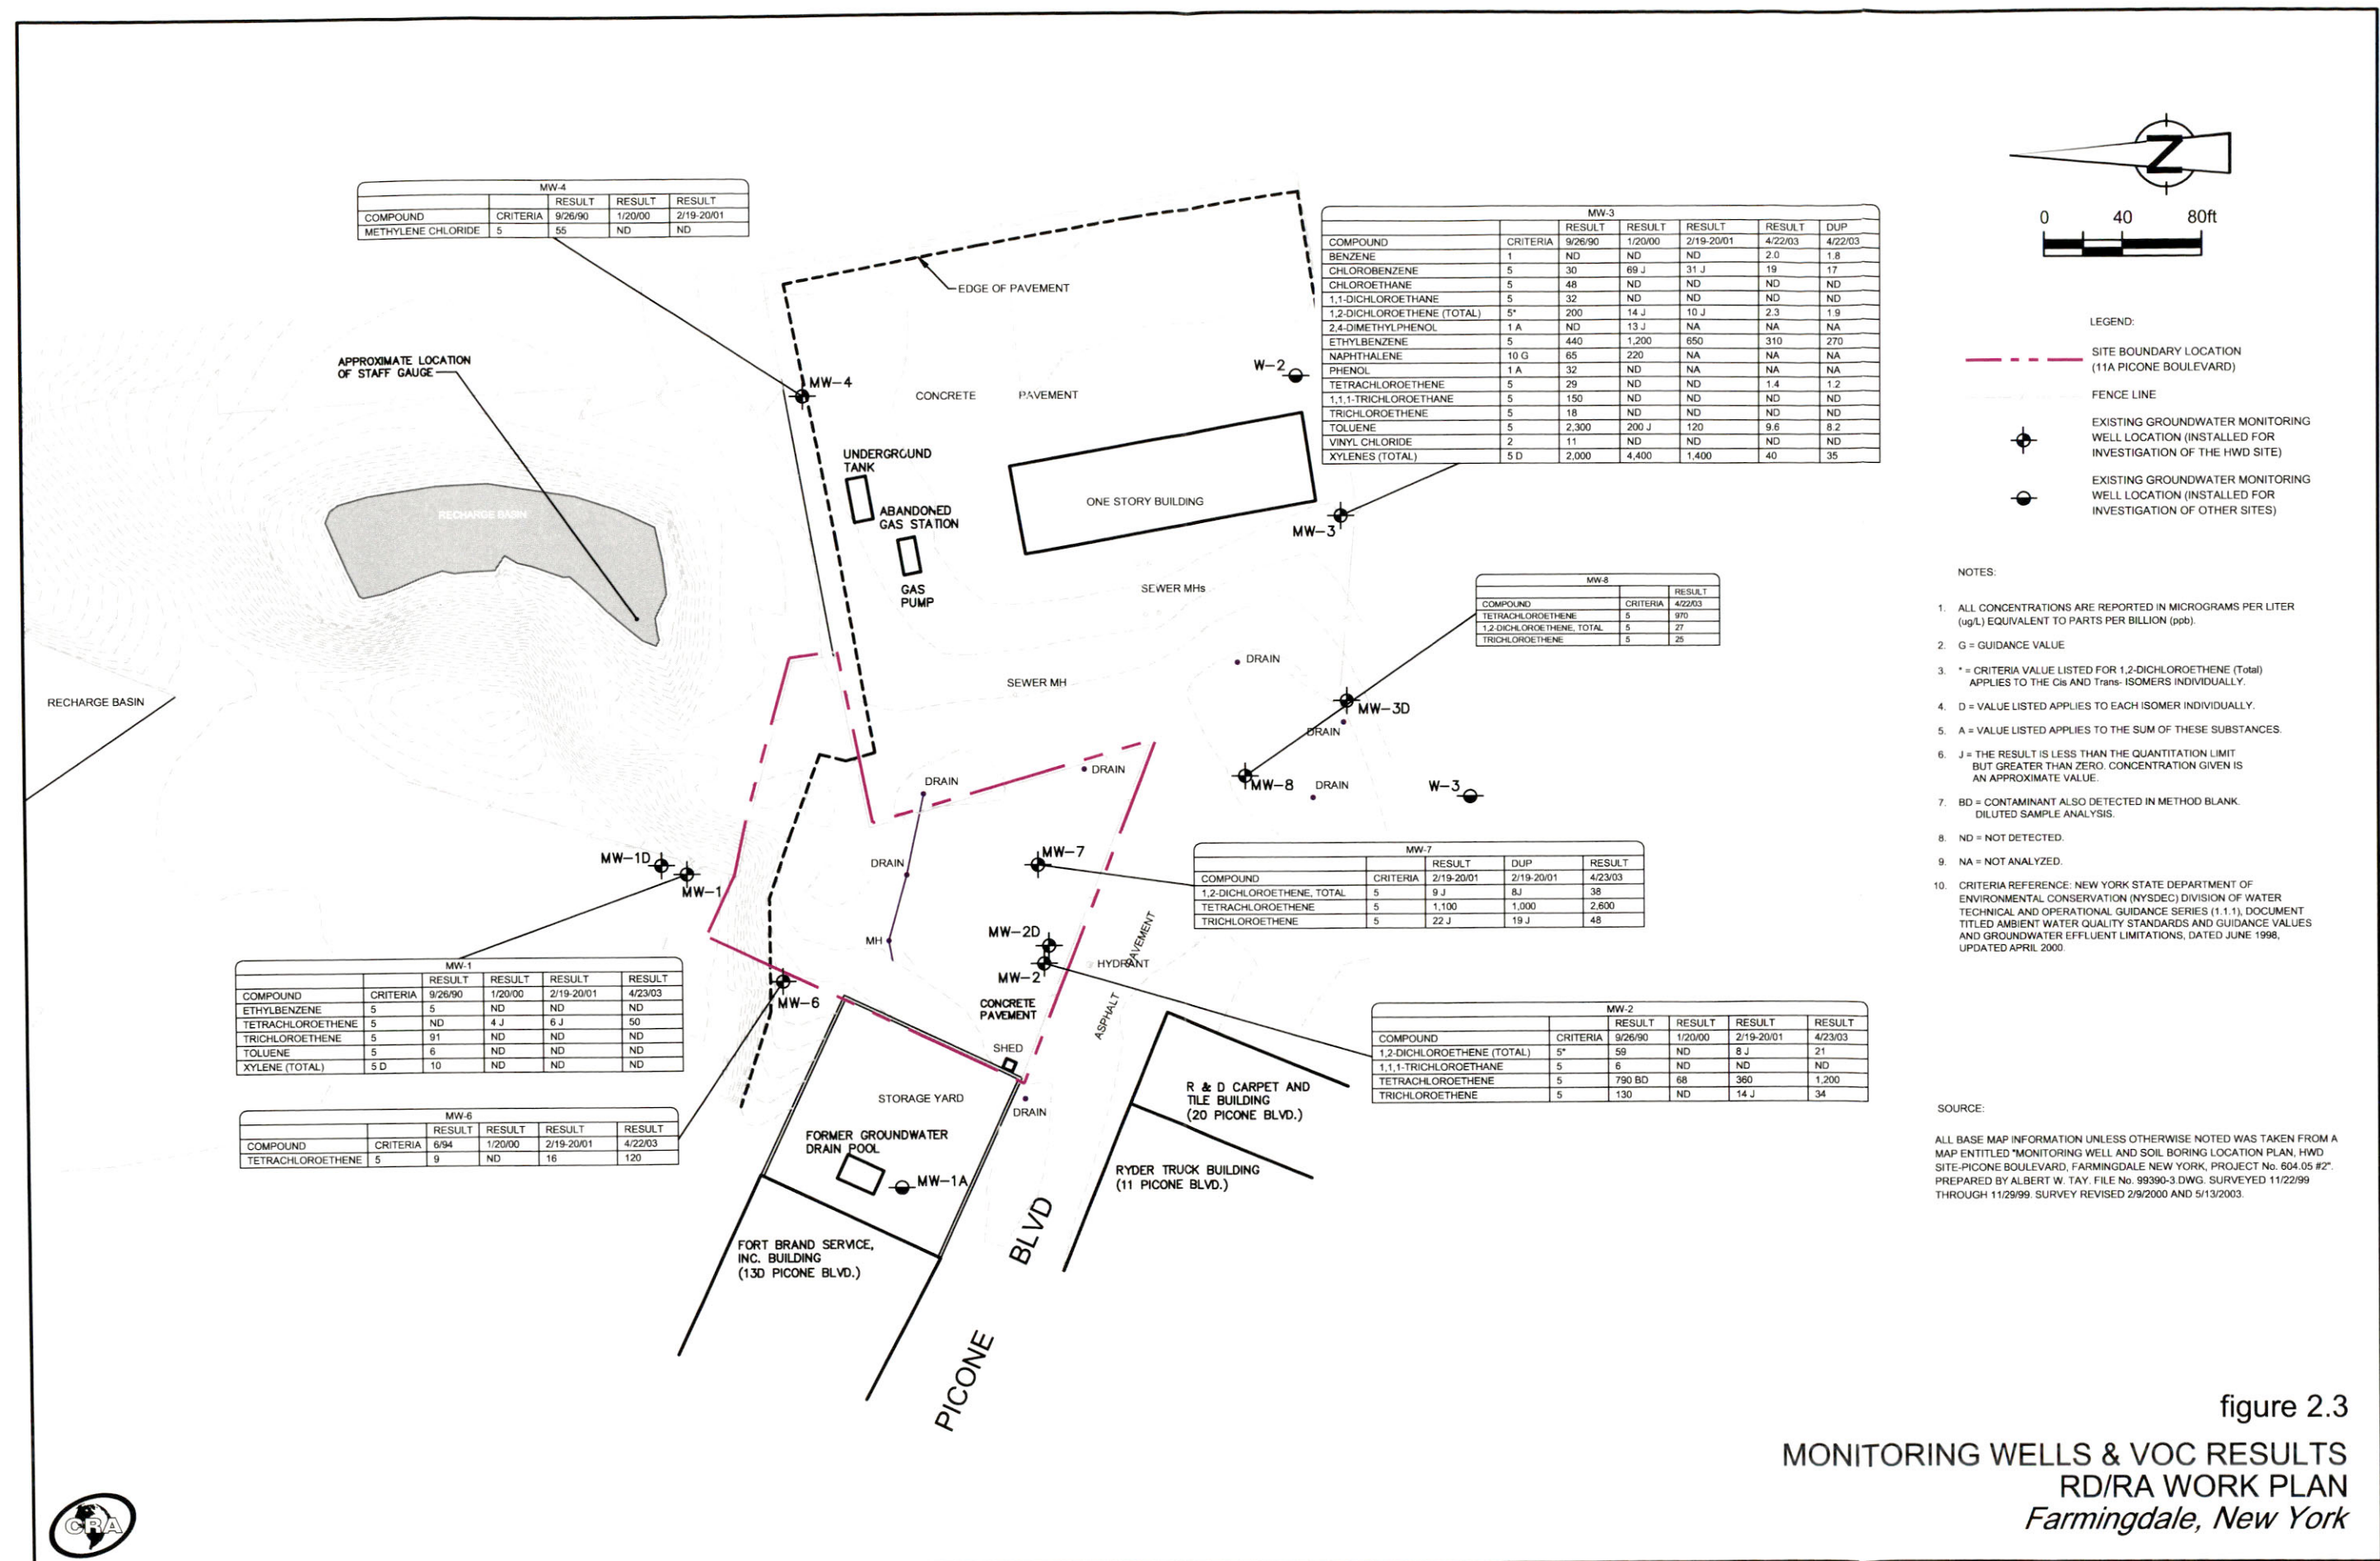 MW-4
RESULT RESULT RESULT
COMPOUND CRITERIA 9/26/90 1/20/00 2/19-20/01
METHYLENE CHLORIDE 5 55 ND ND
MW-3
RESULT RESULT RESULT RESULT DUP
COMPOUND CRITERIA 9/26/90 1/20/00 2/19-20/01 4/22/03 4/22/03
BENZENE 1 ND ND ND 2.0 1.8
CHLOROBENZENE 5 30 69 J 31 J 19 17
CHLOROETHANE 5 48 ND ND ND ND
1,1-DICHLOROETHANE 5 32 ND ND ND ND
1,2-DICHLOROETHENE (TOTAL) 5* 200 14 J 10 J 2.3 1.9
2,4-DIMETHYLPHENOL 1 A ND 13 J NA NA NA
ETHYLBENZENE 5 440 1,200 650 310 270
NAPHTHALENE 10 G 65 220 NA NA NA
PHENOL 1 A 32 ND NA NA NA
TETRACHLOROETHENE 5 29 ND ND 1.4 1.2
1,1,1-TRICHLOROETHANE 5 150 ND ND ND ND
TRICHLOROETHENE 5 18 ND ND ND ND
TOLUENE 5 2,300 200 J 120 9.6 8.2
VINYL CHLORIDE 2 11 ND ND ND ND
XYLENES (TOTAL) 5 D 2,000 4,400 1,400 40 35
Z
0 40 80ft
LEGEND:
SITE BOUNDARY LOCATION
(11A PICONE BOULEVARD)
FENCE LINE
EXISTING GROUNDWATER MONITORING
WELL LOCATION (INSTALLED FOR
INVESTIGATION OF THE HWD SITE)
EXISTING GROUNDWATER MONITORING
WELL LOCATION (INSTALLED FOR
INVESTIGATION OF OTHER SITES)
EDGE OF PAVEMENT
APPROXIMATE LOCATION
OF STAFF GAUGE
MW-4
CONCRETE PAVEMENT
W-2
UNDERGROUND
TANK
ABANDONED
GAS STATION
GAS
PUMP
ONE STORY BUILDING
RECHARGE BASIN
MW-3
SEWER MHs
SEWER MH
DRAIN
RECHARGE BASIN
MW-8
RESULT
COMPOUND CRITERIA 4/22/03
TETRACHLOROETHENE 5 970
1,2-DICHLOROETHENE, TOTAL 5 27
TRICHLOROETHENE 5 25
MW-3D
DRAIN
DRAIN
MW-8
DRAIN
W-3
DRAIN
DRAIN
MW-1D
MW-1
MW-7
MH
MW-2D
MW-2
HYDRANT
ASPHALT PAVEMENT
MW-6
CONCRETE
PAVEMENT
SHED
MW-7
RESULT DUP RESULT
COMPOUND CRITERIA 2/19-20/01 2/19-20/01 4/23/03
1,2-DICHLOROETHENE, TOTAL 5 9 J 8J 38
TETRACHLOROETHENE 5 1,100 1,000 2,600
TRICHLOROETHENE 5 22 J 19 J 48
MW-1
RESULT RESULT RESULT RESULT
COMPOUND CRITERIA 9/26/90 1/20/00 2/19-20/01 4/23/03
ETHYLBENZENE 5 5 ND ND ND
TETRACHLOROETHENE 5 ND 4 J 6 J 50
TRICHLOROETHENE 5 91 ND ND ND
TOLUENE 5 6 ND ND ND
XYLENE (TOTAL) 5 D 10 ND ND ND
MW-6
RESULT RESULT RESULT RESULT
COMPOUND CRITERIA 6/94 1/20/00 2/19-20/01 4/22/03
TETRACHLOROETHENE 5 9 ND 16 120
MW-2
RESULT RESULT RESULT RESULT
COMPOUND CRITERIA 9/26/90 1/20/00 2/19-20/01 4/23/03
1,2-DICHLOROETHENE (TOTAL) 5* 59 ND 8 J 21
1,1,1-TRICHLOROETHANE 5 6 ND ND ND
TETRACHLOROETHENE 5 790 BD 68 360 1,200
TRICHLOROETHENE 5 130 ND 14 J 34
STORAGE YARD
DRAIN
FORMER GROUNDWATER
DRAIN POOL
MW-1A
R & D CARPET AND
TILE BUILDING
(20 PICONE BLVD.)
RYDER TRUCK BUILDING
(11 PICONE BLVD.)
FORT BRAND SERVICE,
INC. BUILDING
(13D PICONE BLVD.)
PICONE BLVD
NOTES:
1. ALL CONCENTRATIONS ARE REPORTED IN MICROGRAMS PER LITER
(ug/L) EQUIVALENT TO PARTS PER BILLION (ppb).
2. G = GUIDANCE VALUE
3. * = CRITERIA VALUE LISTED FOR 1,2-DICHLOROETHENE (Total)
APPLIES TO THE Cis AND Trans- ISOMERS INDIVIDUALLY.
4. D = VALUE LISTED APPLIES TO EACH ISOMER INDIVIDUALLY.
5. A = VALUE LISTED APPLIES TO THE SUM OF THESE SUBSTANCES.
6. J = THE RESULT IS LESS THAN THE QUANTITATION LIMIT
BUT GREATER THAN ZERO. CONCENTRATION GIVEN IS
AN APPROXIMATE VALUE.
7. BD = CONTAMINANT ALSO DETECTED IN METHOD BLANK.
DILUTED SAMPLE ANALYSIS.
8. ND = NOT DETECTED.
9. NA = NOT ANALYZED.
10. CRITERIA REFERENCE: NEW YORK STATE DEPARTMENT OF
ENVIRONMENTAL CONSERVATION (NYSDEC) DIVISION OF WATER
TECHNICAL AND OPERATIONAL GUIDANCE SERIES (1.1.1), DOCUMENT
TITLED AMBIENT WATER QUALITY STANDARDS AND GUIDANCE VALUES
AND GROUNDWATER EFFLUENT LIMITATIONS, DATED JUNE 1998,
UPDATED APRIL 2000.
SOURCE:
ALL BASE MAP INFORMATION UNLESS OTHERWISE NOTED WAS TAKEN FROM A
MAP ENTITLED "MONITORING WELL AND SOIL BORING LOCATION PLAN, HWD
SITE-PICONE BOULEVARD, FARMINGDALE NEW YORK, PROJECT No. 604.05 #2".
PREPARED BY ALBERT W. TAY. FILE No. 99390-3.DWG. SURVEYED 11/22/99
THROUGH 11/29/99. SURVEY REVISED 2/9/2000 AND 5/13/2003.
figure 2.3
MONITORING WELLS & VOC RESULTS
RD/RA WORK PLAN
Farmingdale, New York
CRA